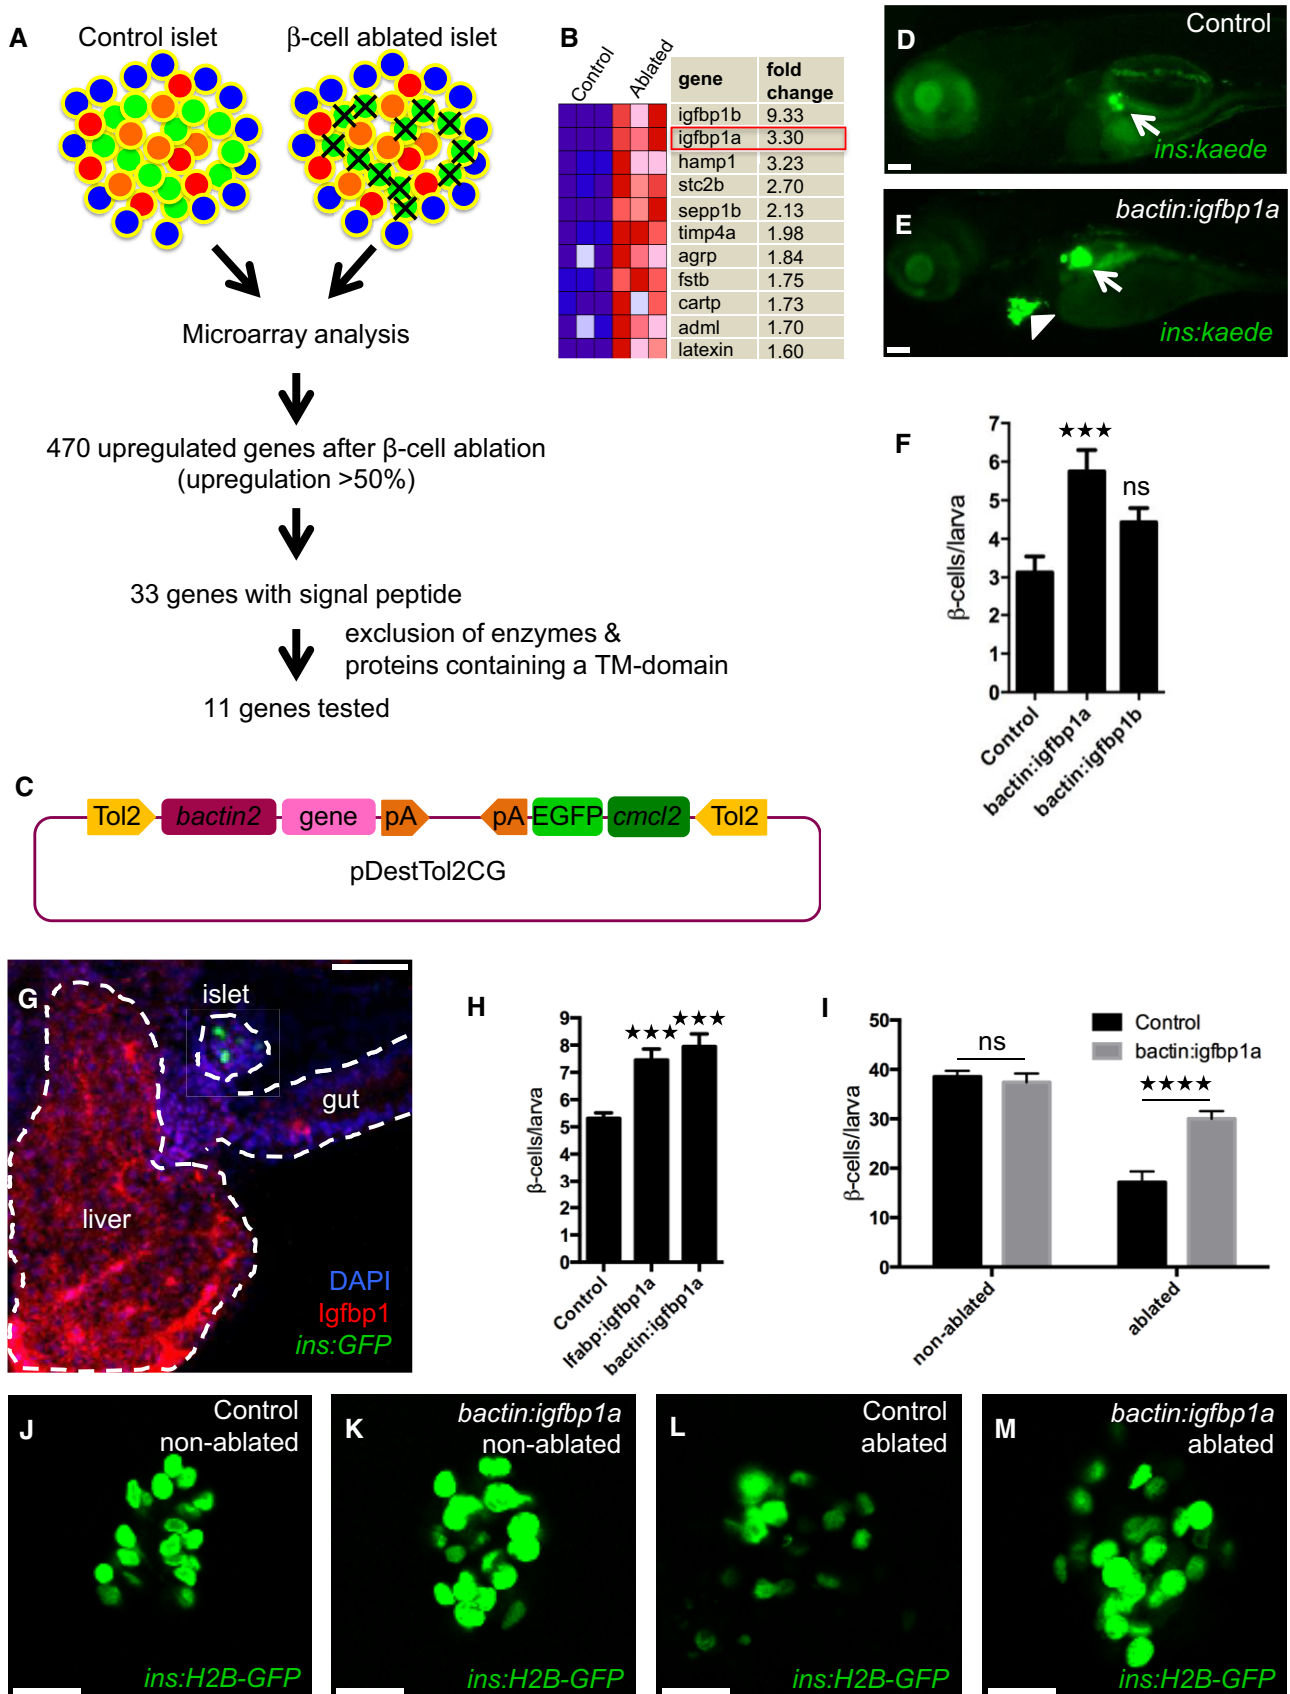 A
Control islet
β-cell ablated islet
Microarray analysis
470 upregulated genes after β-cell ablation
(upregulation >50%)
33 genes with signal peptide
exclusion of enzymes &
proteins containing a TM-domain
11 genes tested
B
Control
Ablated
gene fold change
igfbp1b 9.33
igfbp1a 3.30
hamp1 3.23
stc2b 2.70
sepp1b 2.13
timp4a 1.98
agrp 1.84
fstb 1.75
cartp 1.73
adml 1.70
latexin 1.60
C
Tol2 bactin2 gene pA pA EGFP cmcl2 Tol2
pDestTol2CG
D
Control
ins:kaede
E
bactin:igfbp1a
ins:kaede
F
β-cells/larva
7
6
5
4
3
2
1
0
★★★
ns
Control
bactin:igfbp1a
bactin:igfbp1b
G
islet
gut
liver
DAPI
Igfbp1
ins:GFP
H
β-cells/larva
9
8
7
6
5
4
3
2
1
0
★★★
★★★
Control
lfabp:igfbp1a
bactin:igfbp1a
I
β-cells/larva
50
40
30
20
10
0
ns
★★★★
Control
bactin:igfbp1a
non-ablated
ablated
J
Control
non-ablated
ins:H2B-GFP
K
bactin:igfbp1a
non-ablated
ins:H2B-GFP
L
Control
ablated
ins:H2B-GFP
M
bactin:igfbp1a
ablated
ins:H2B-GFP